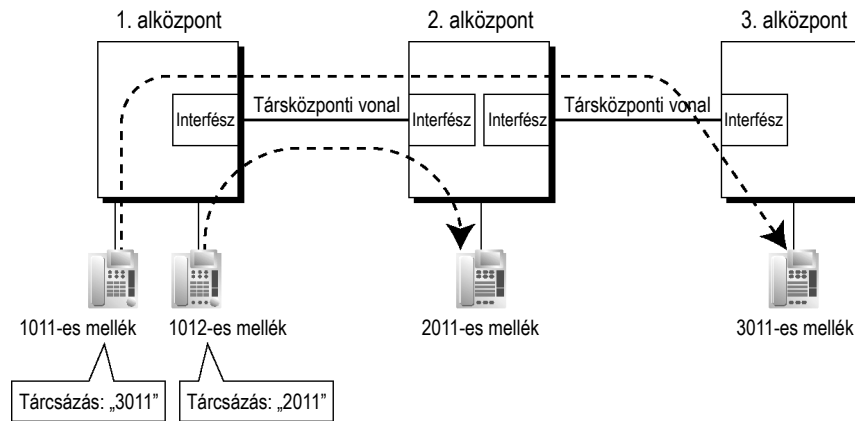 1. alközpont
2. alközpont
3. alközpont
Társközponti vonal
Társközponti vonal
Interfész
Interfész
Interfész
Interfész
1011-es mellék
1012-es mellék
2011-es mellék
3011-es mellék
Tárcsázás: „3011”
Tárcsázás: „2011”